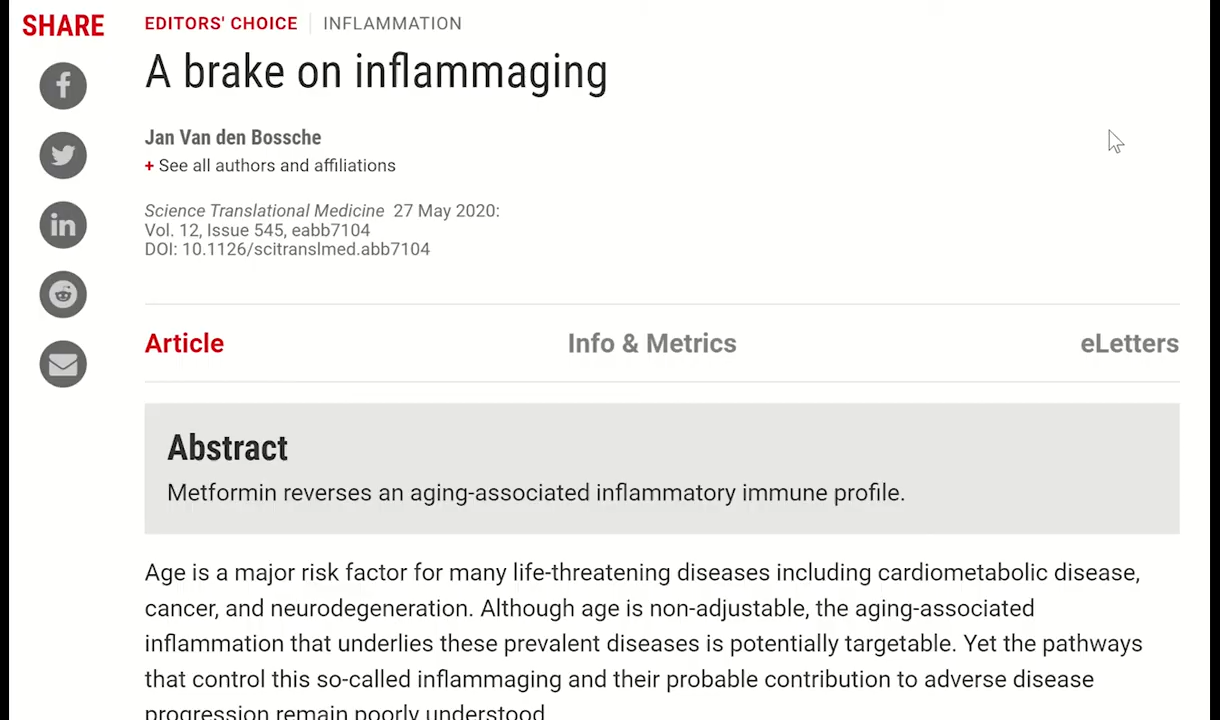 SHARE
EDITORS' CHOICE
INFLAMMATION
A brake on inflammaging
Jan Van den Bossche
+ See all authors and affiliations
Science Translational Medicine 27 May 2020:
Vol. 12, Issue 545, eabb7104
DOI: 10.1126/scitranslmed.abb7104
Article
Info & Metrics
eLetters
Abstract
Metformin reverses an aging-associated inflammatory immune profile.
Age is a major risk factor for many life-threatening diseases including cardiometabolic disease,
cancer, and neurodegeneration. Although age is non-adjustable, the aging-associated
inflammation that underlies these prevalent diseases is potentially targetable. Yet the pathways
that control this so-called inflammaging and their probable contribution to adverse disease
progression remain poorly understood